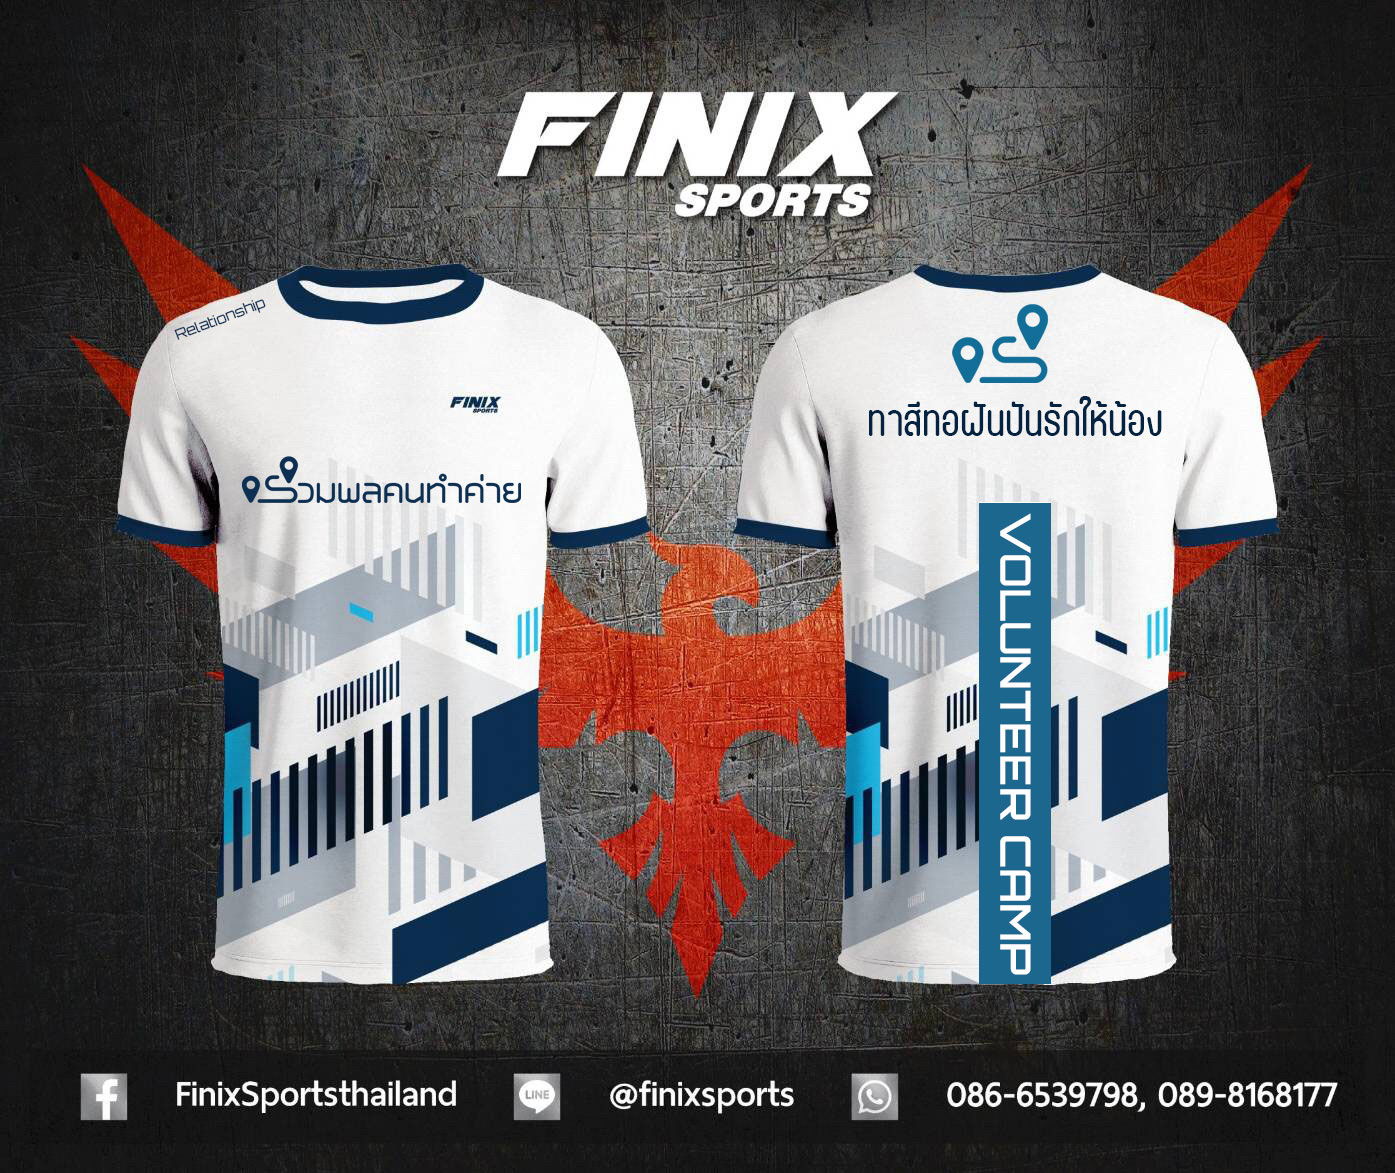 FINIX
SPORTS
Relationship
FINIX
SPORTS
รวมพลคนทำค่าย
ทาสีทอฝันปันรักให้น้อง
VOLUNTEER CAMP
FinixSportsthailand
LINE
@finixsports
086-6539798, 089-8168177